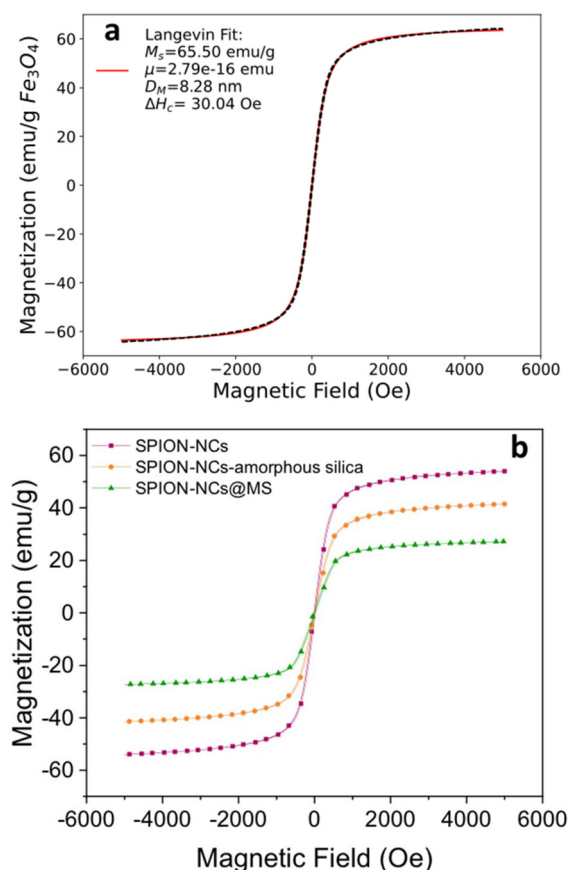 a
Langevin Fit:
Ms=65.50 emu/g
μ=2.79e-16 emu
DM=8.28 nm
ΔHc= 30.04 Oe
Magnetization (emu/g Fe3O4)
60
40
20
0
−20
−40
−60
−6000 −4000 −2000 0 2000 4000 6000
Magnetic Field (Oe)
b
SPION-NCs
SPION-NCs-amorphous silica
SPION-NCs@MS
Magnetization (emu/g)
60
40
20
0
-20
-40
-60
-6000 -4000 -2000 0 2000 4000 6000
Magnetic Field (Oe)